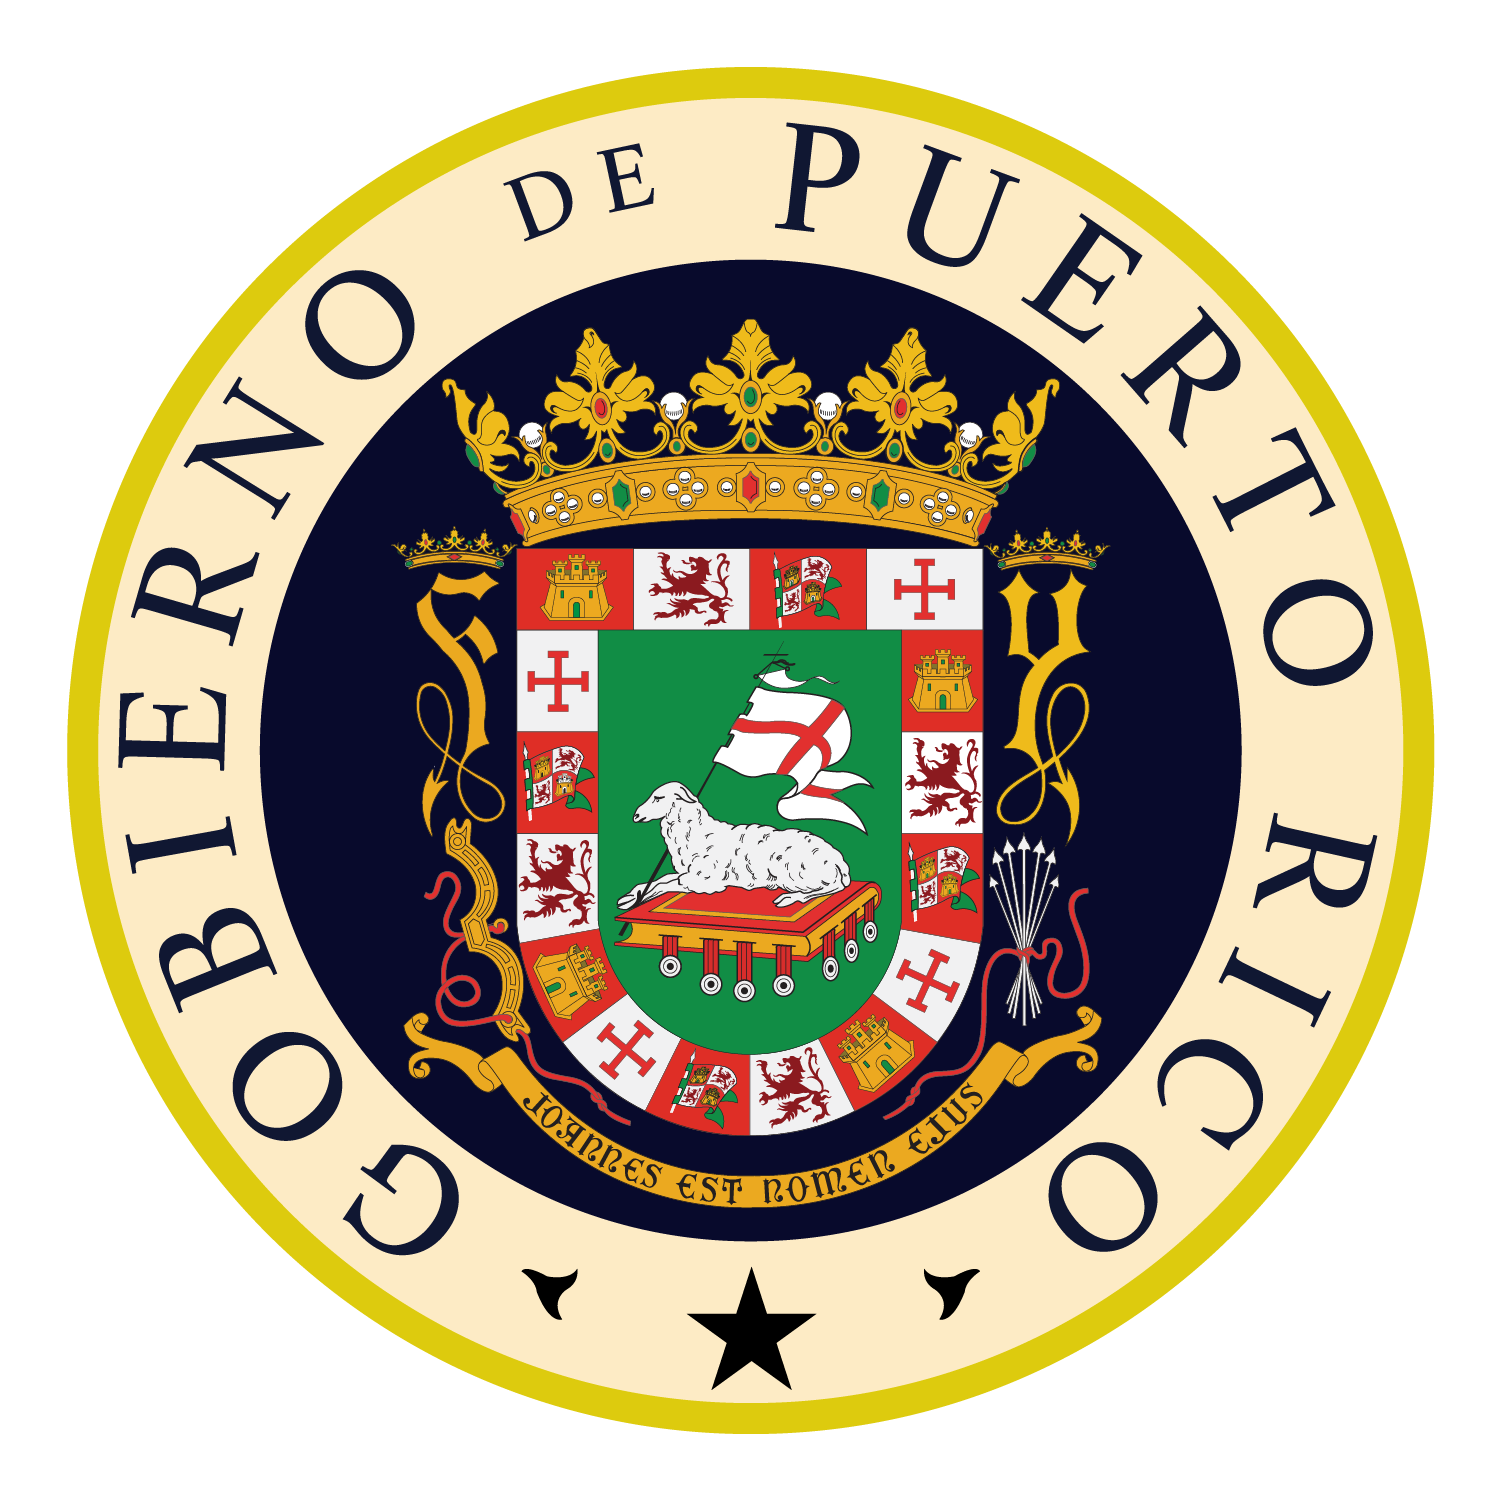 GOBIERNO DE PUERTO RICO
F Y
JOANNES EST NOMEN EJUS